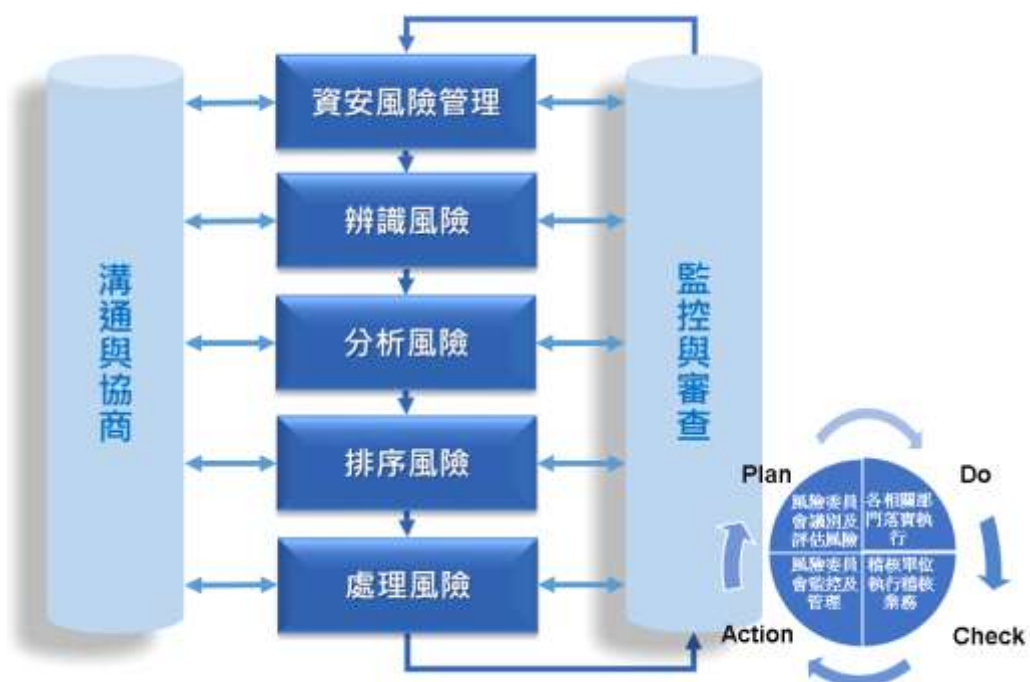 資安風險管理
辨識風險
分析風險
排序風險
處理風險
溝通與協商
監控與審查
Plan
Do
Check
Action
風險委員
會議別及
評估風險
各相關部
門落實執
行
稽核單位
執行稽核
業務
風險委員
會監控及
管理